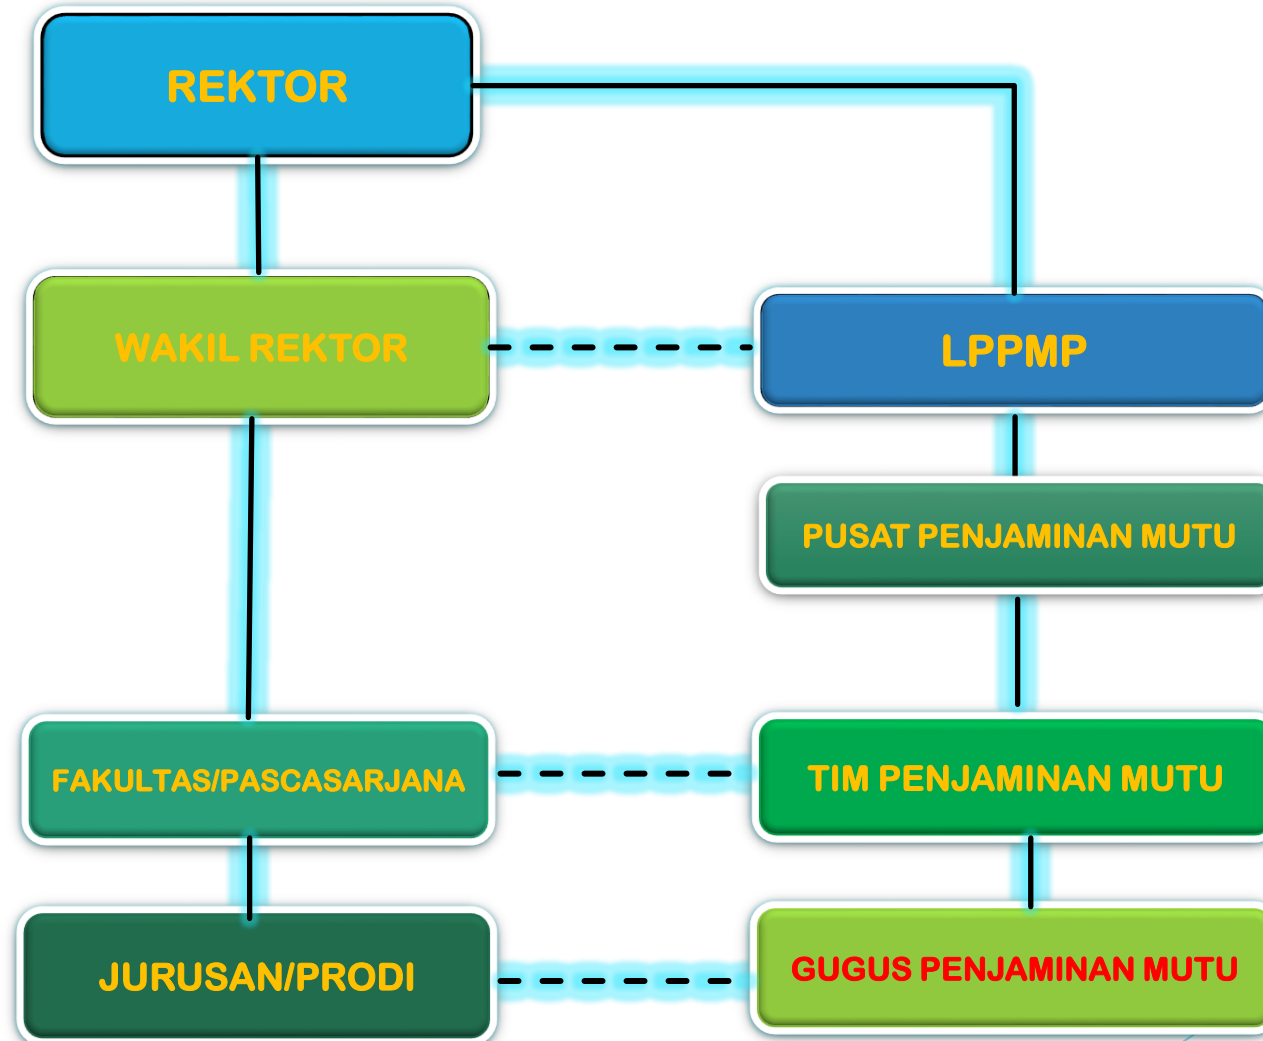 REKTOR
WAKIL REKTOR
LPPMP
PUSAT PENJAMINAN MUTU
FAKULTAS/PASCASARJANA
TIM PENJAMINAN MUTU
JURUSAN/PRODI
GUGUS PENJAMINAN MUTU